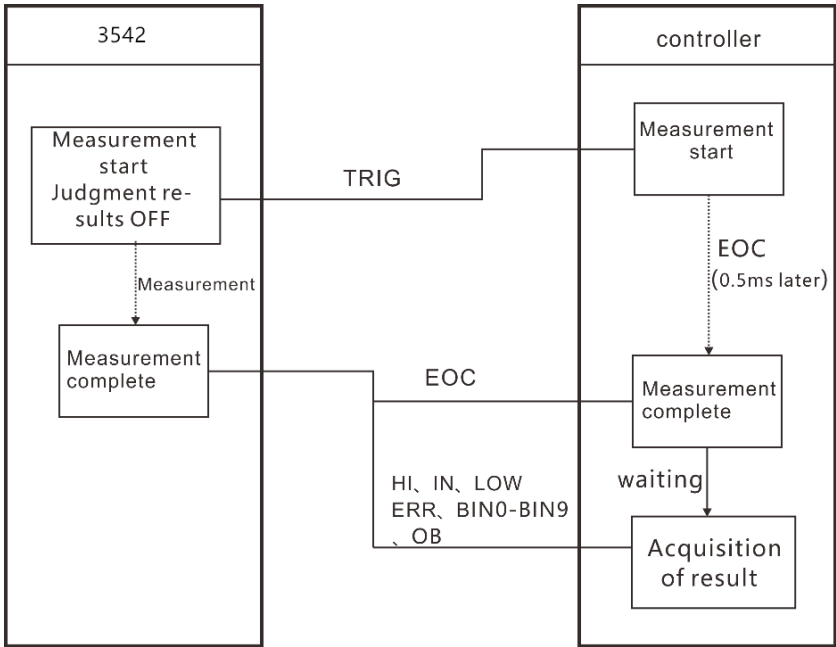 3542
controller
Measurement
start
Judgment re-
sults OFF
TRIG
Measurement
start
Measurement
EOC
(0.5ms later)
Measurement
complete
EOC
Measurement
complete
waiting
HI、IN、LOW
ERR、BIN0-BIN9
、OB
Acquisition
of result